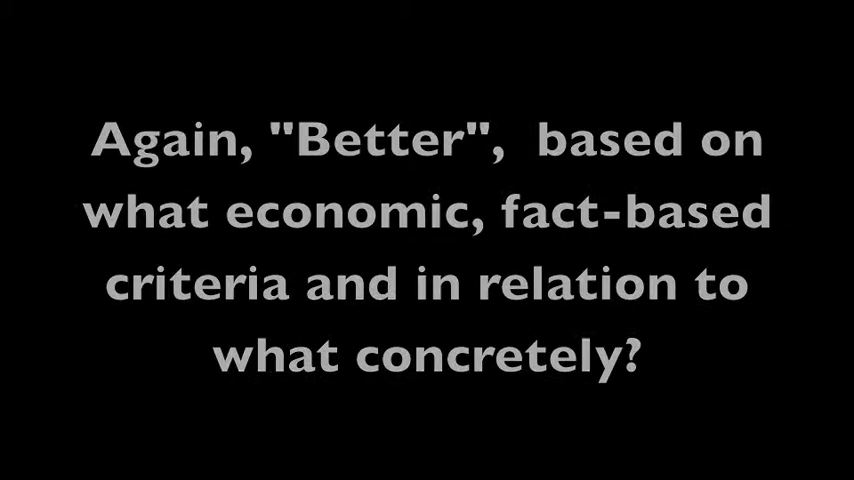 Again, "Better",  based on
what economic, fact-based
criteria and in relation to
what concretely?